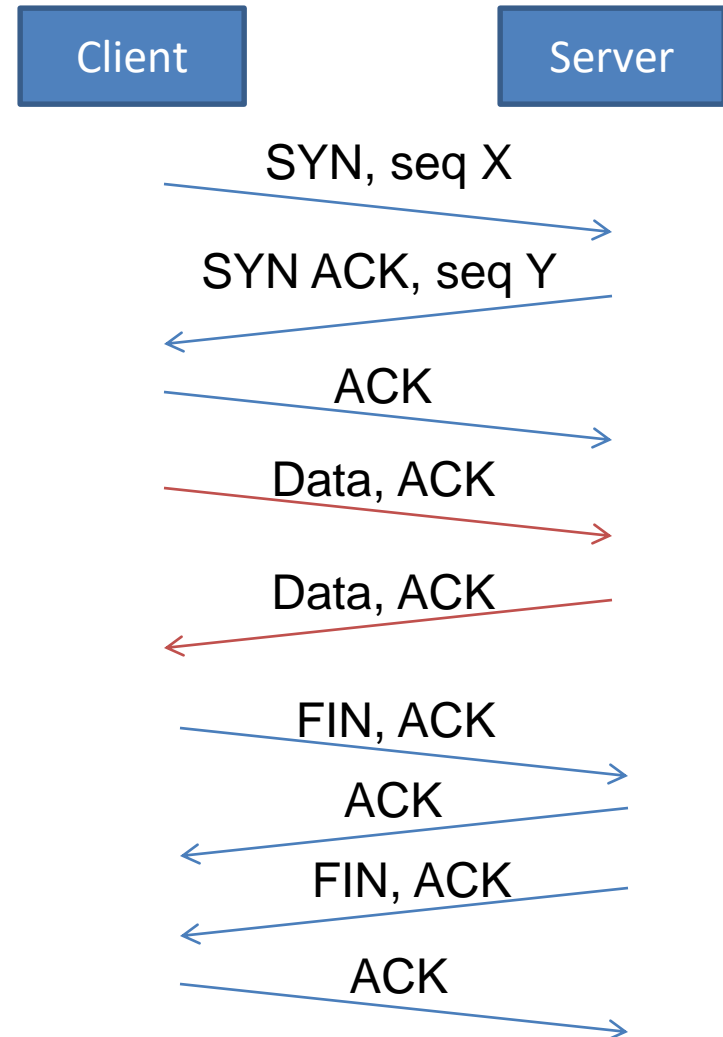 Client
Server
SYN, seq X
SYN ACK, seq Y
ACK
Data, ACK
Data, ACK
FIN, ACK
ACK
FIN, ACK
ACK